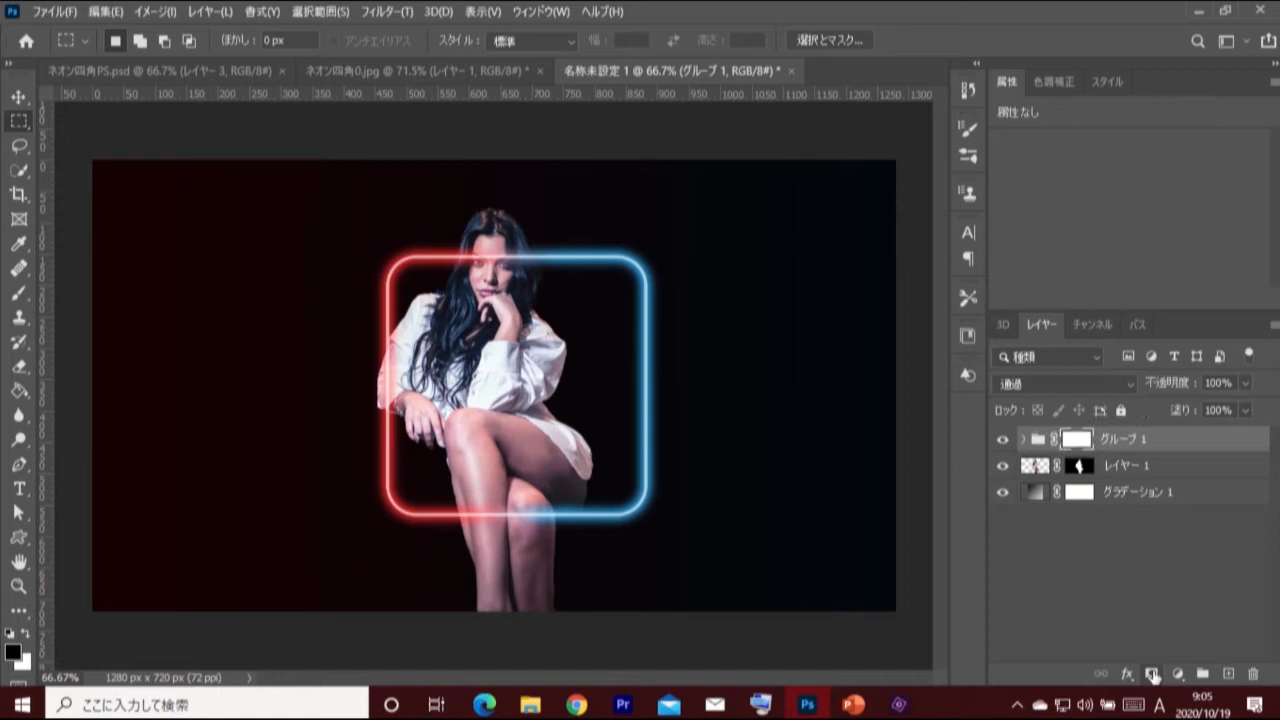 Ps ファイル(F) 編集(E) イメージ(I) レイヤー(L) 書式(Y) 選択範囲(S) フィルター(T) 3D(D) 表示(V) ウィンドウ(W) ヘルプ(H)
ぼかし : 0 px アンチエイリアス スタイル : 標準 幅 : 高さ : 選択とマスク...
ネオン四角PS.psd @ 66.7% (レイヤー 3, RGB/8#) × ネオン四角0.jpg @ 71.5% (レイヤー 1, RGB/8#) * × 名称未設定 1 @ 66.7% (グループ 1, RGB/8#) * ×
50 0 50 100 150 200 250 300 350 400 450 500 550 600 650 700 750 800 850 900 950 1000 1050 1100 1150 1200 1250 1300
属性 色調補正 スタイル
属性なし
3D レイヤー チャンネル パス
種類
通過 不透明度 : 100%
ロック : 塗り : 100%
グループ 1
レイヤー 1
グラデーション 1
fx
66.67% 1280 px x 720 px (72 ppi)
ここに入力して検索
Pr Ps
A 9:05
2020/10/19